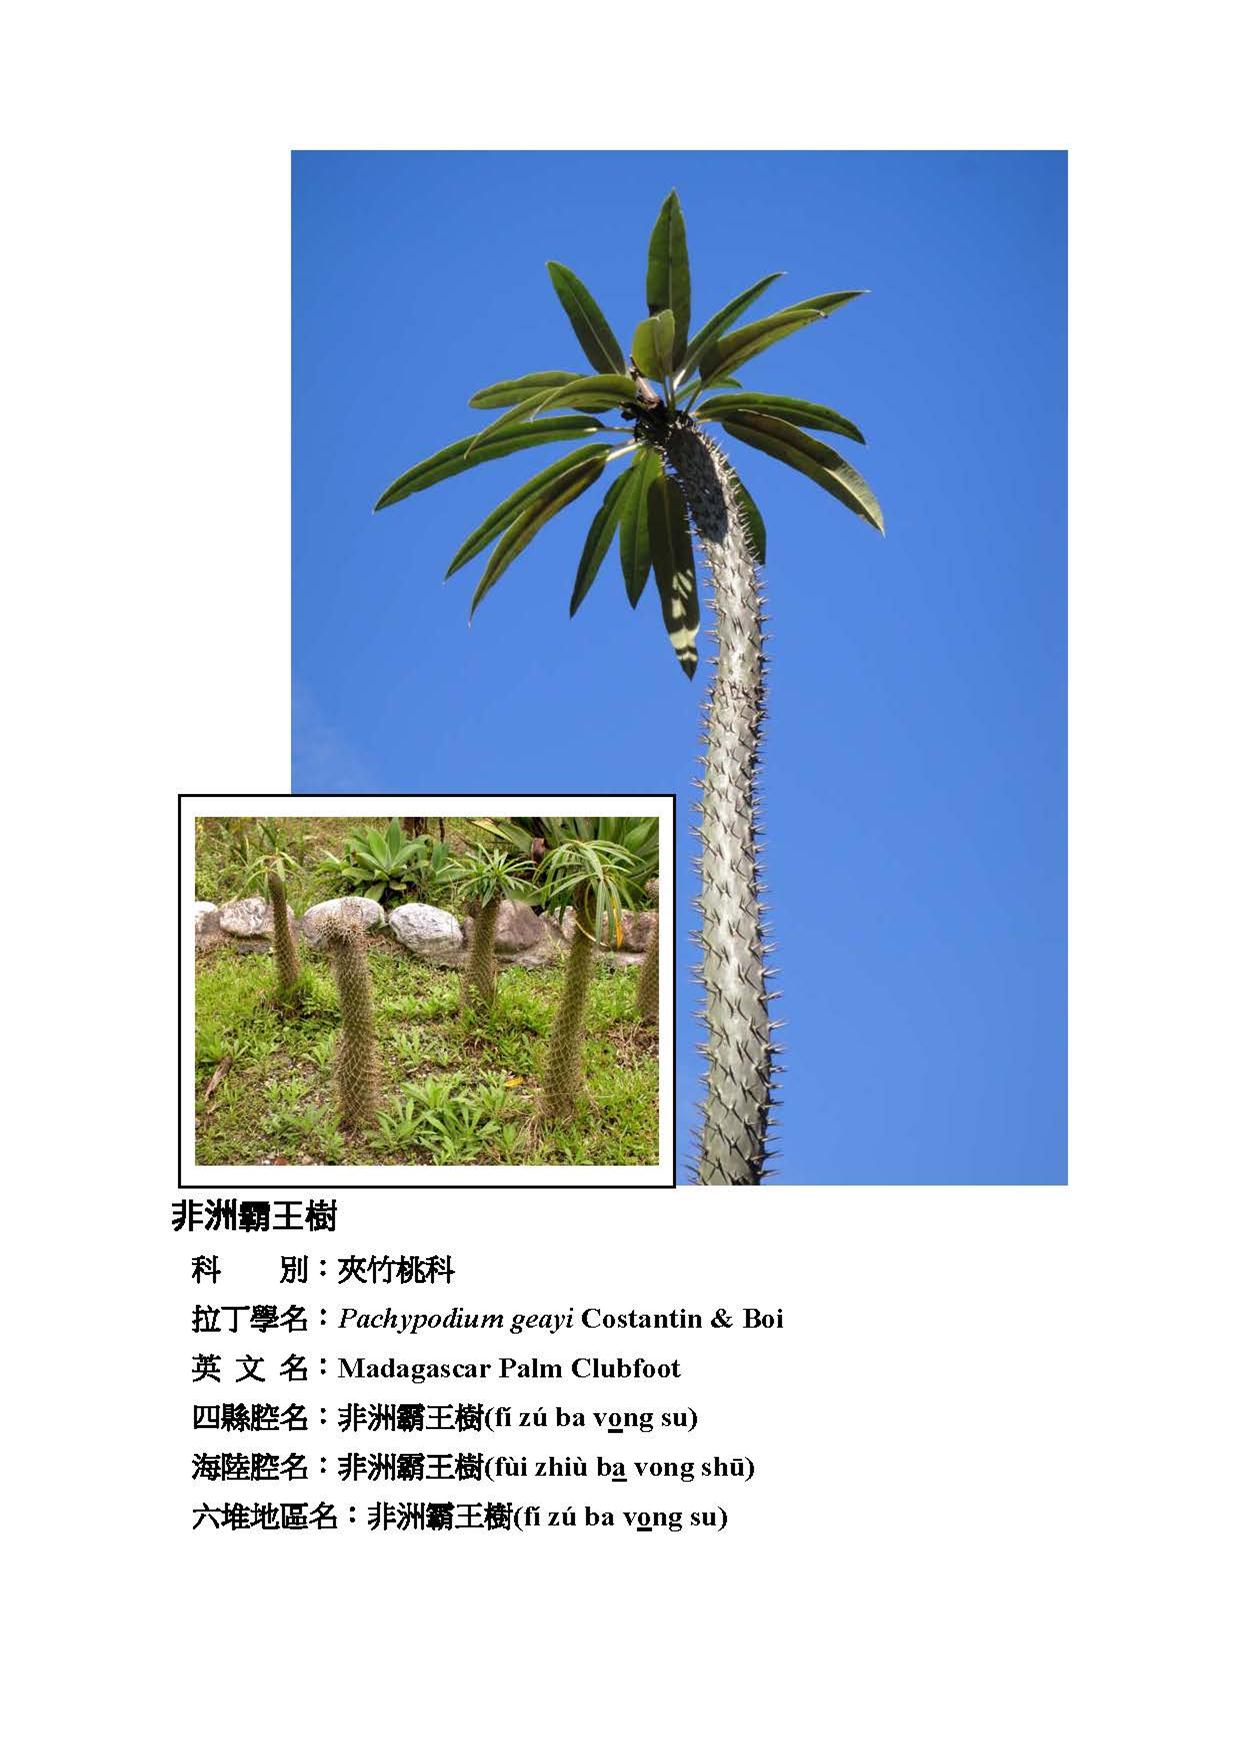 非洲霸王樹
科　　別：夾竹桃科
拉丁學名：Pachypodium geayi Costantin & Boi
英 文 名：Madagascar Palm Clubfoot
四縣腔名：非洲霸王樹(fí zú ba vong su)
海陸腔名：非洲霸王樹(fùi zhiù ba vong shū)
六堆地區名：非洲霸王樹(fí zú ba vong su)